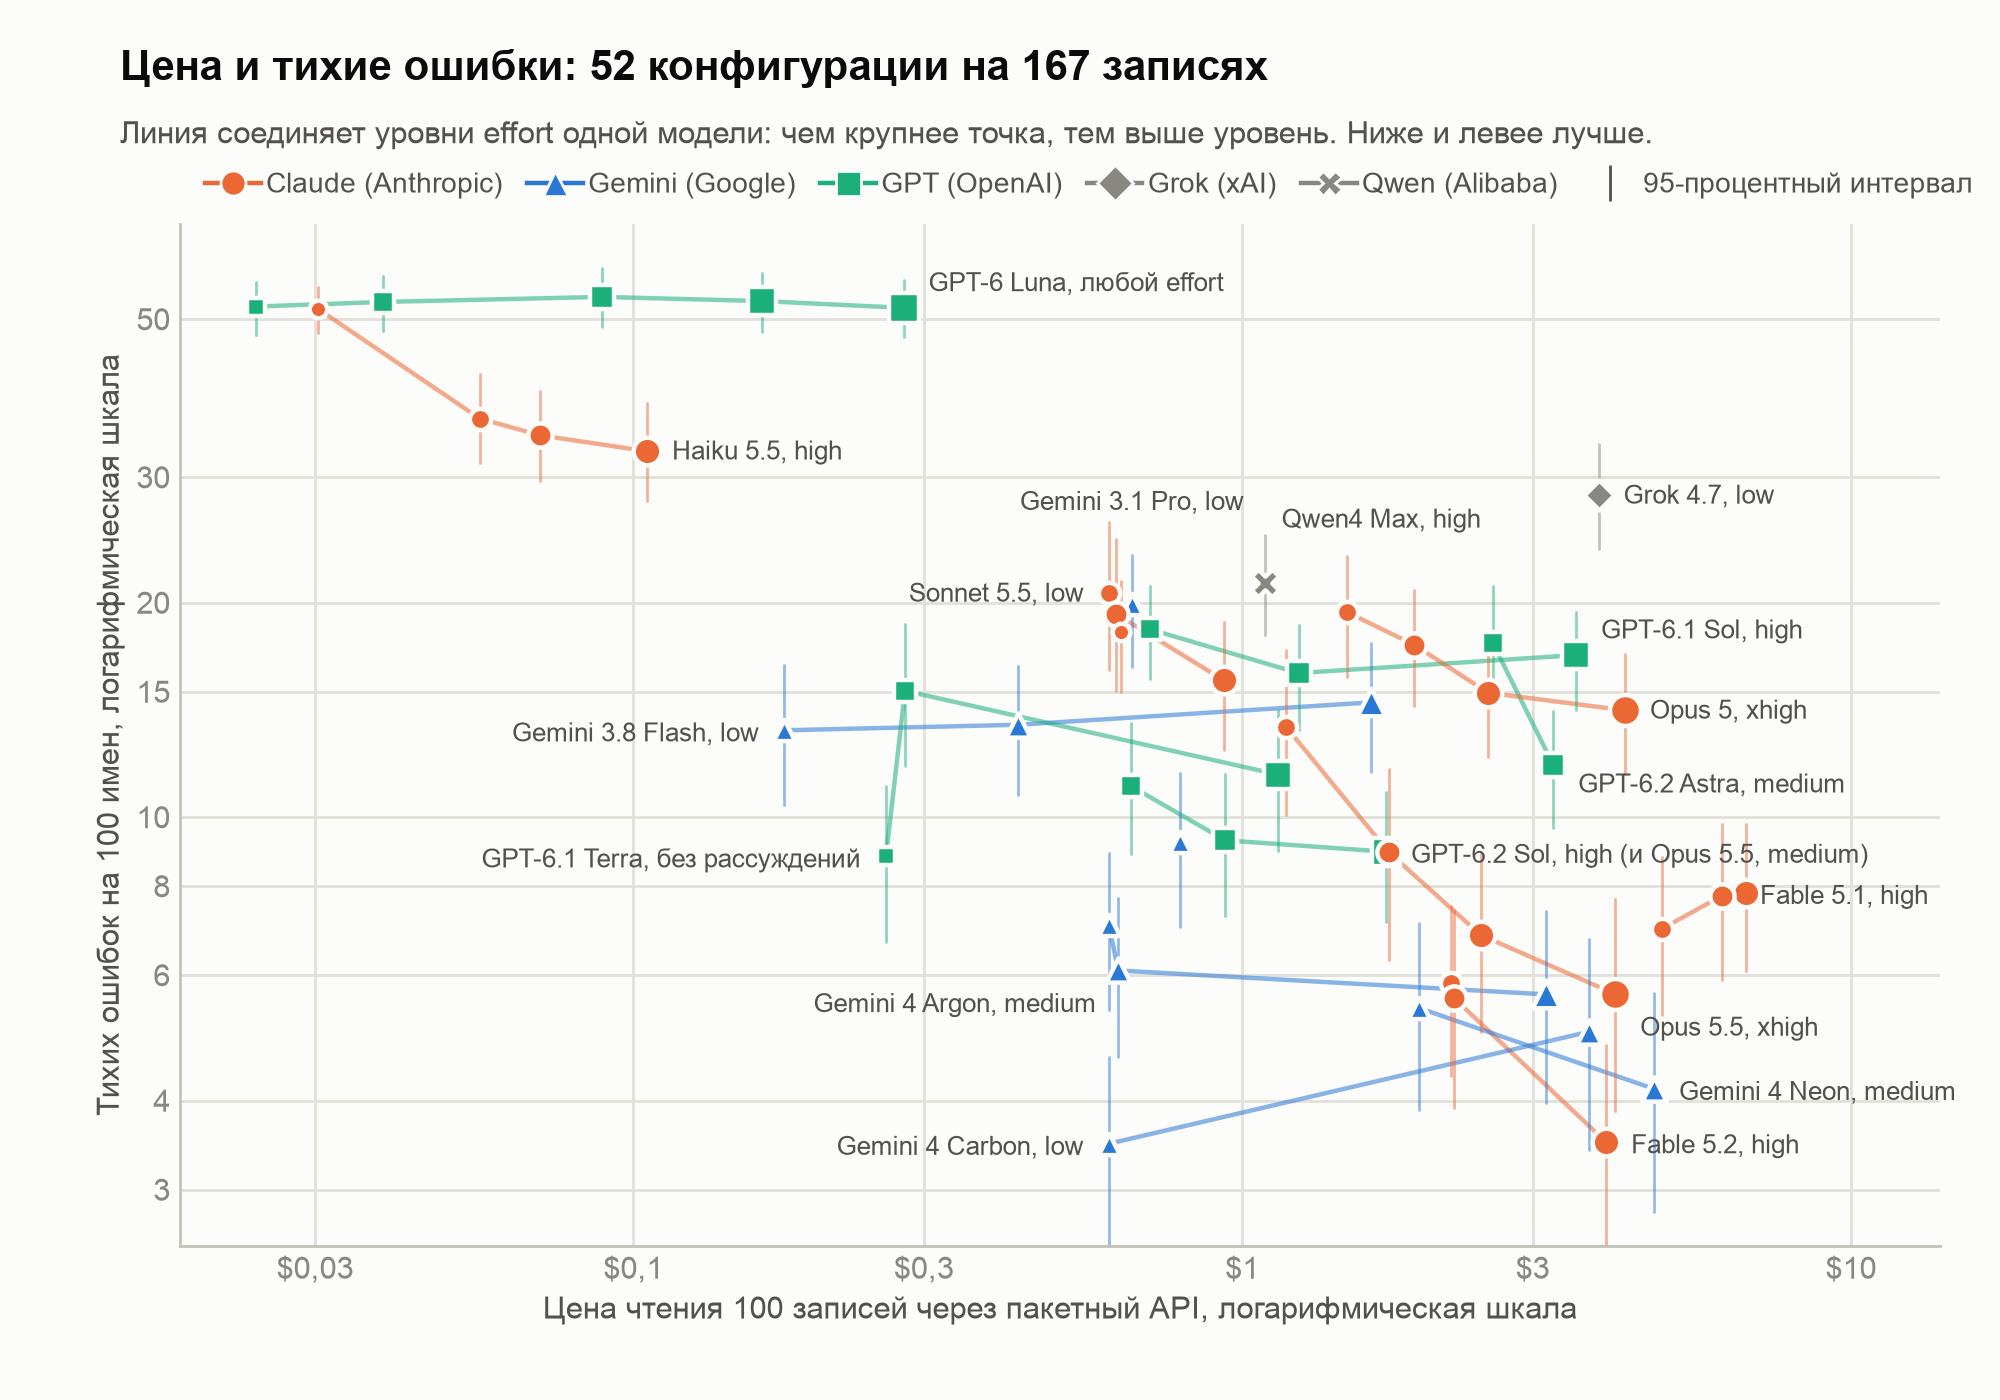 Цена и тихие ошибки: 52 конфигурации на 167 записях
Линия соединяет уровни effort одной модели: чем крупнее точка, тем выше уровень. Ниже и левее лучше.
Claude (Anthropic) Gemini (Google) GPT (OpenAI) Grok (xAI) Qwen (Alibaba) 95-процентный интервал
Тихих ошибок на 100 имен, логарифмическая шкала
50
30
20
15
10
8
6
4
3
GPT-6 Luna, любой effort
Haiku 5.5, high
Gemini 3.1 Pro, low
Grok 4.7, low
Qwen4 Max, high
Sonnet 5.5, low
GPT-6.1 Sol, high
Opus 5, xhigh
Gemini 3.8 Flash, low
GPT-6.2 Astra, medium
GPT-6.1 Terra, без рассуждений
GPT-6.2 Sol, high (и Opus 5.5, medium)
Fable 5.1, high
Gemini 4 Argon, medium
Opus 5.5, xhigh
Gemini 4 Neon, medium
Gemini 4 Carbon, low
Fable 5.2, high
$0,03 $0,1 $0,3 $1 $3 $10
Цена чтения 100 записей через пакетный API, логарифмическая шкала